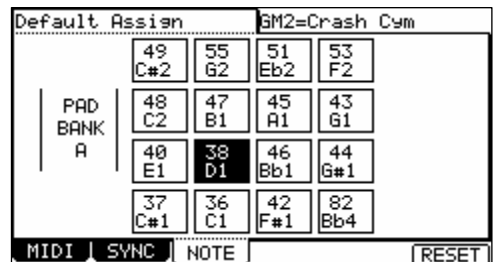 Default Assign GM2=Crash Cym
49 55 51 53
C#2 G2 Eb2 F2
PAD BANK A
48 47 45 43
C2 B1 A1 G1
40 38 46 44
E1 D1 Bb1 G#1
37 36 42 82
C#1 C1 F#1 Bb4
MIDI SYNC NOTE RESET